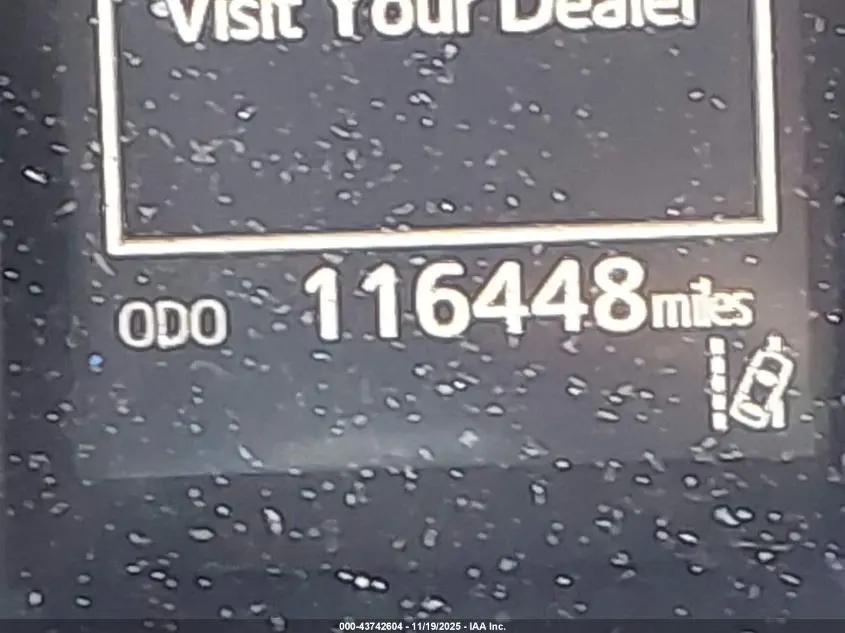 Visit Your Dealer
ODO 116448 miles
000-43742604 - 11/19/2025 - IAA Inc.